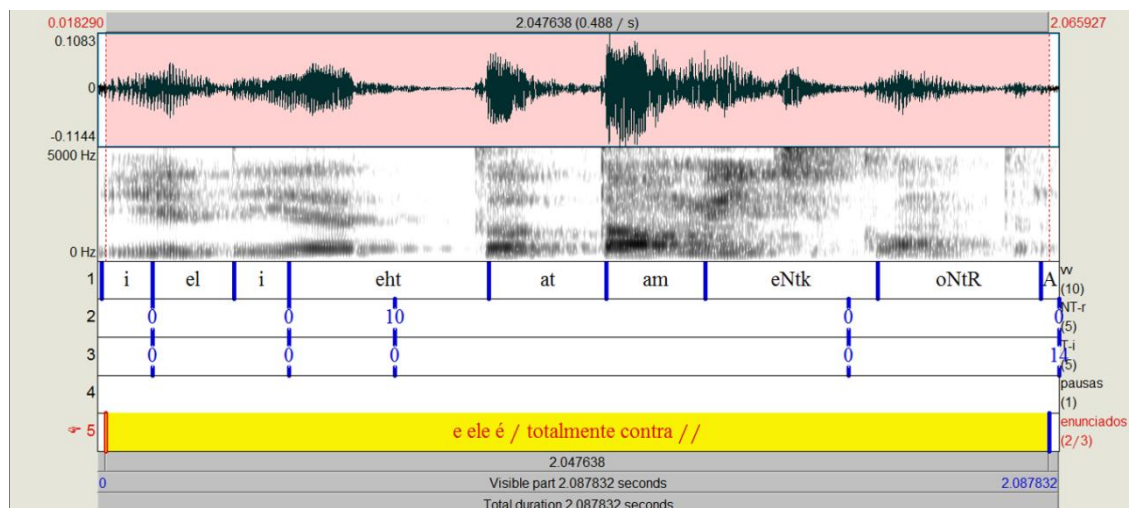 0.018290 2.047638 (0.488 / s) 2.065927
0.1083
0
-0.1144
5000 Hz
0 Hz
1 i el i eht at am eNtk oNtR A
(10)
2 0 0 10 0 0 NT-r
(5)
3 0 0 0 0 14 T-i
(5)
4 pausas
(1)
5 e ele é / totalmente contra // enunciados
(2/3)
2.047638
0 Visible part 2.087832 seconds 2.087832
Total duration 2.087832 seconds